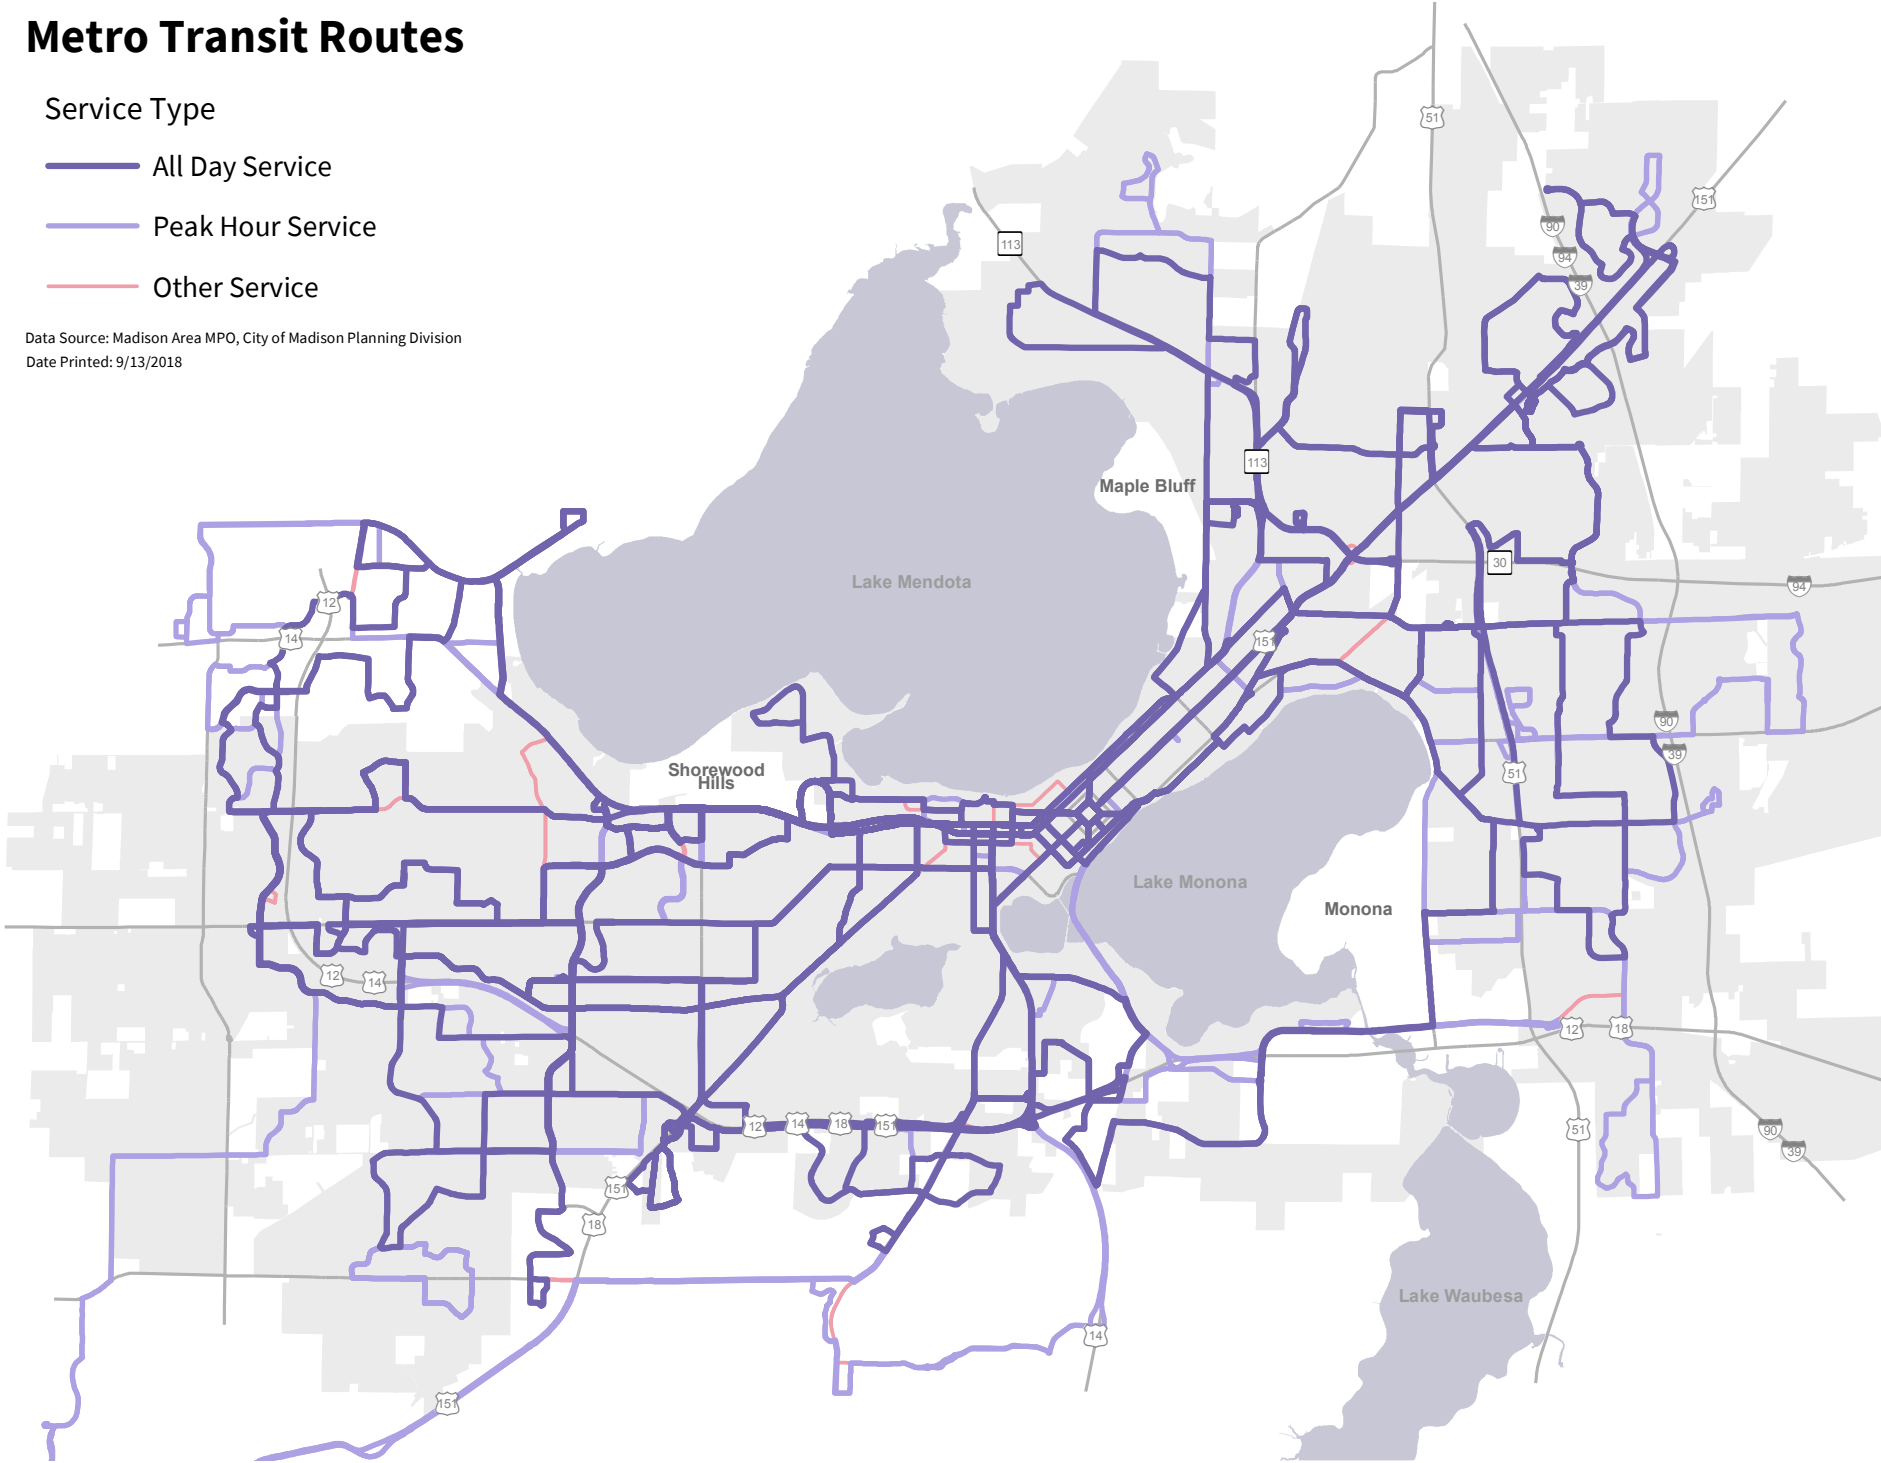 Metro Transit Routes
Service Type
All Day Service
Peak Hour Service
Other Service
Data Source: Madison Area MPO, City of Madison Planning Division
Date Printed: 9/13/2018
51
151
90
113
94
39
113
Maple Bluff
30
Lake Mendota
94
12
14
151
90
39
Shorewood
Hills
51
Lake Monona
Monona
12
14
12
18
12
14
18
151
51
90
39
151
18
Lake Waubesa
14
151